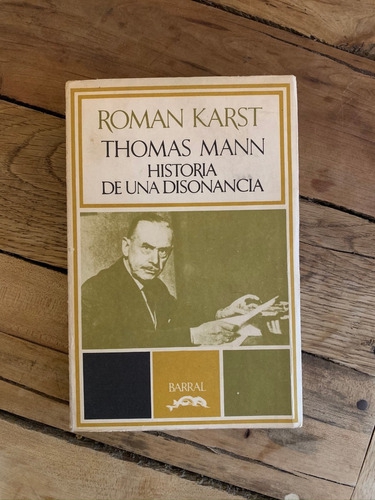 ROMAN KARST
THOMAS MANN
HISTORIA
DE UNA DISONANCIA
BARRAL